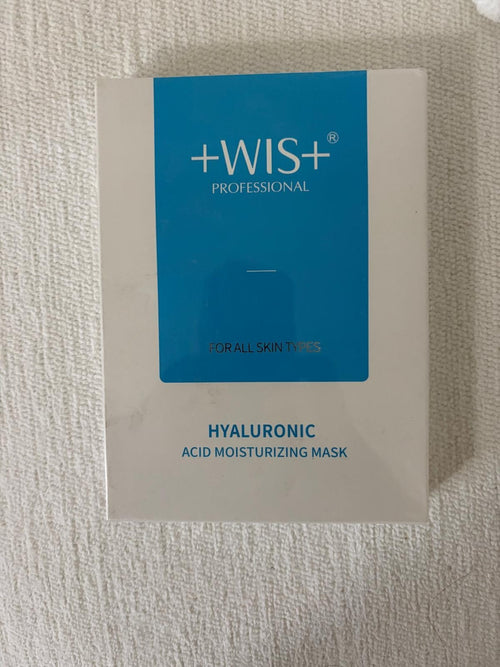 +WIS+®
PROFESSIONAL
FOR ALL SKIN TYPES
HYALURONIC
ACID MOISTURIZING MASK